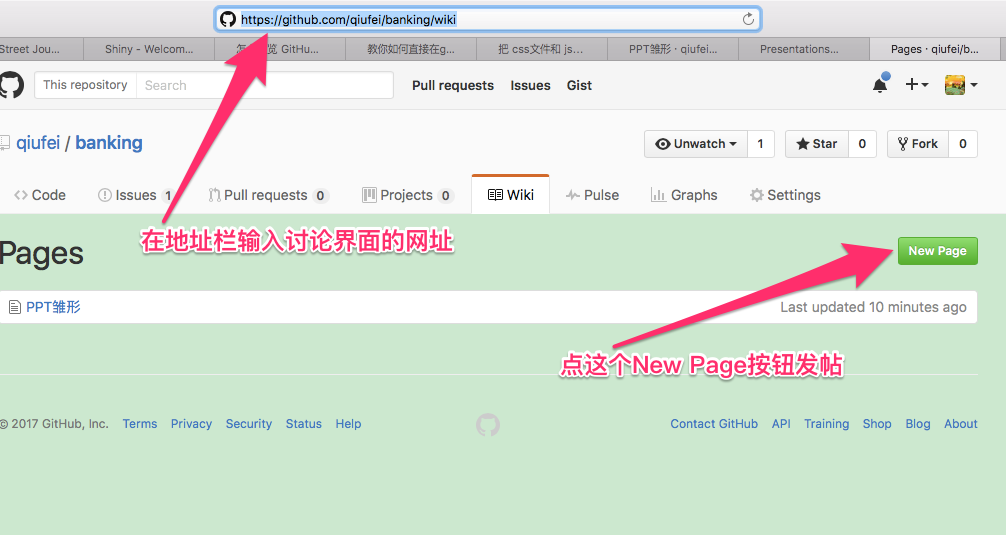 https://github.com/qiufei/banking/wiki
Street Jou... Shiny - Welcom... GitHu... 教你如何直接在g... 把 css文件和 js... PPT雏形 · qiufei... Presentations... Pages · qiufei/b...
This repository Search Pull requests Issues Gist
qiufei / banking
Unwatch 1 Star 0 Fork 0
Code Issues 1 Pull requests 0 Projects 0 Wiki Pulse Graphs Settings
在地址栏输入讨论界面的网址
Pages New Page
PPT雏形 Last updated 10 minutes ago
点这个New Page按钮发帖
© 2017 GitHub, Inc. Terms Privacy Security Status Help Contact GitHub API Training Shop Blog About